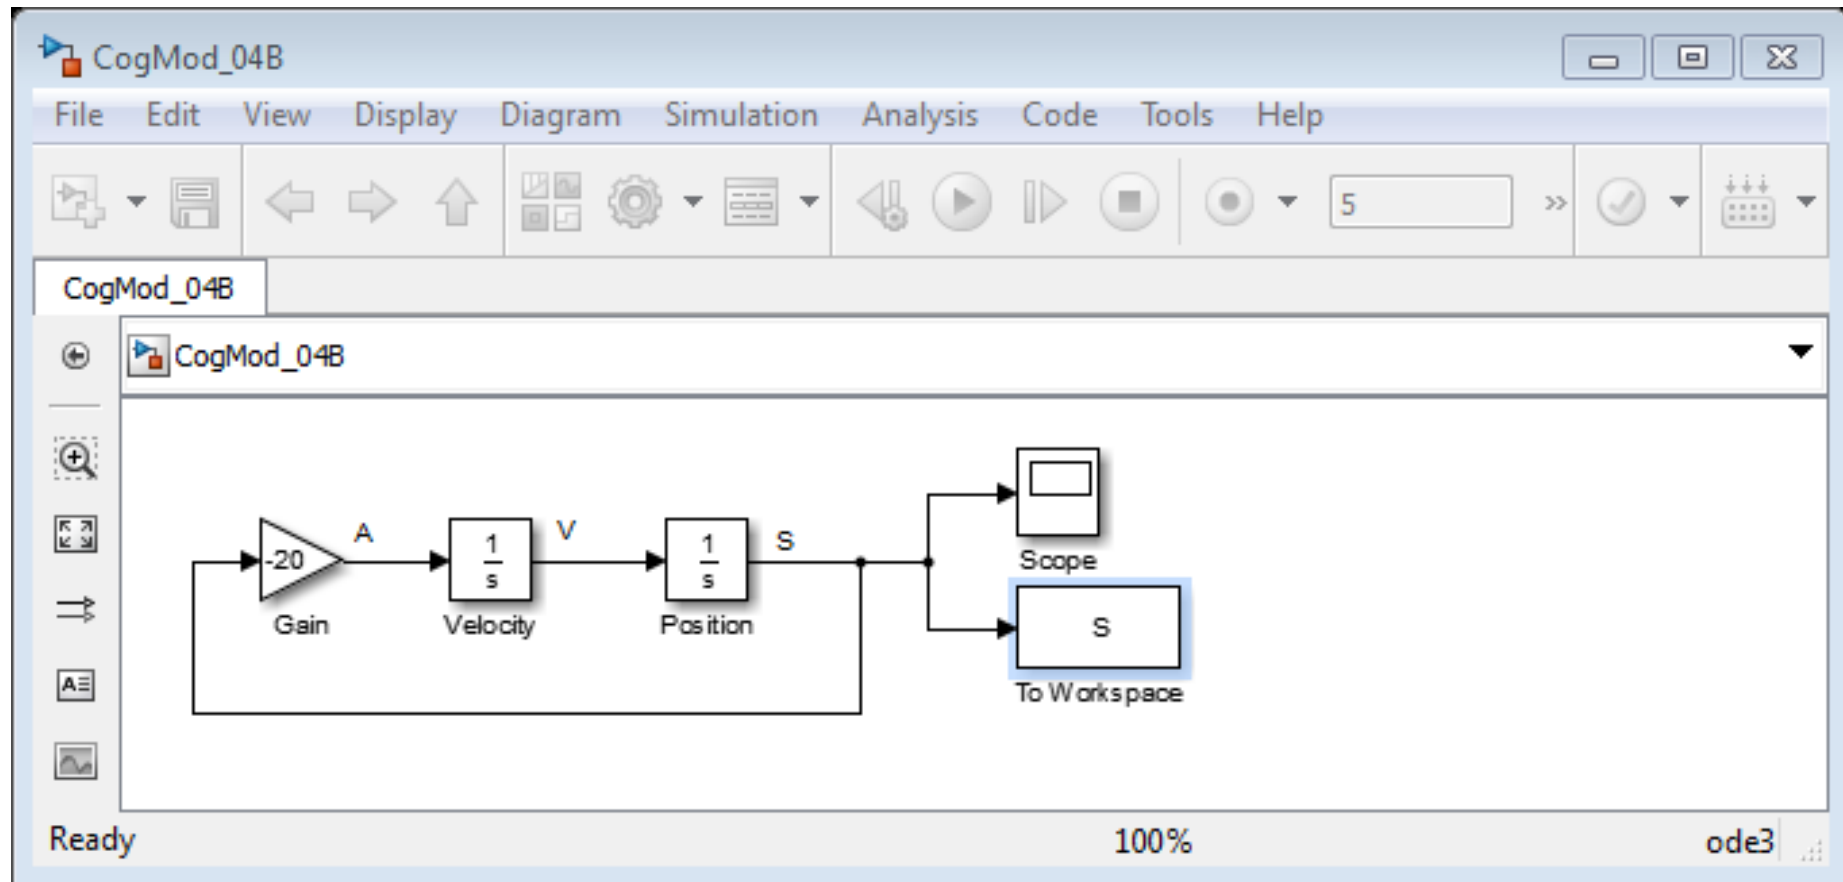 CogMod_04B
File Edit View Display Diagram Simulation Analysis Code Tools Help
5 »
CogMod_04B
CogMod_04B
-20
A
1
s
V
1
s
S
Gain
Velocity
Position
Scope
S
To Workspace
A
Ready 100% ode3